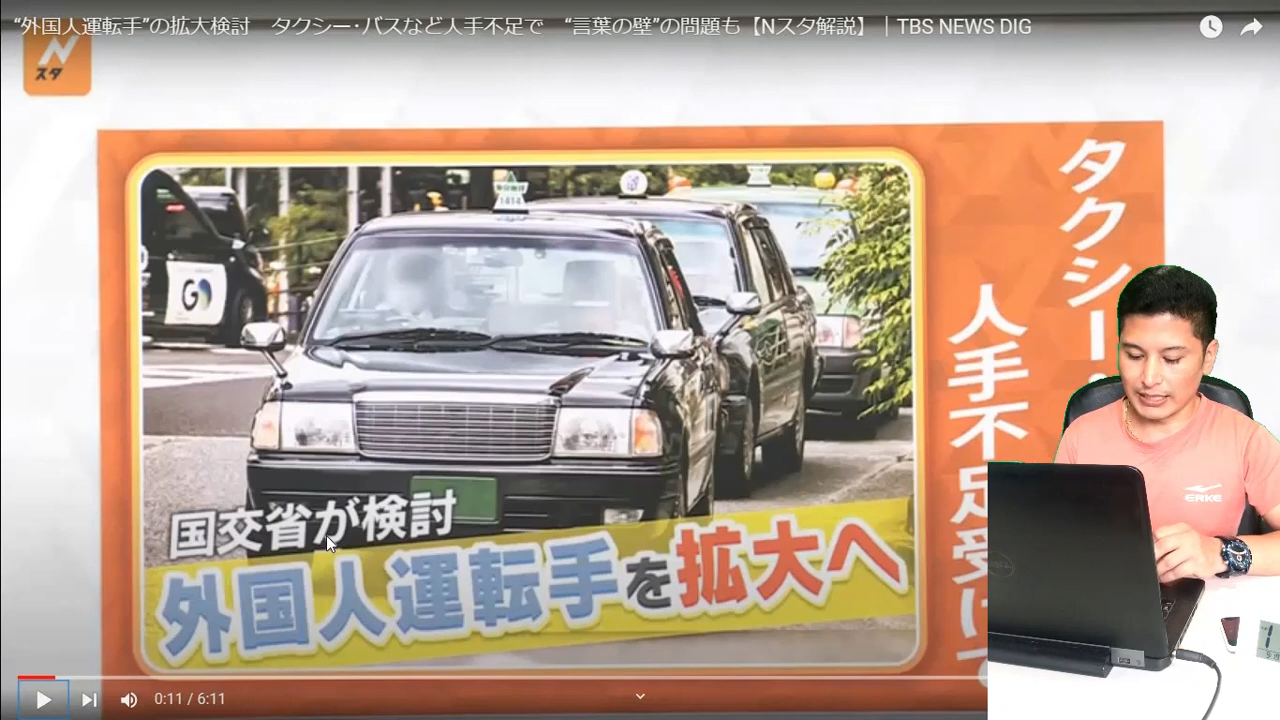 “外国人運転手”の拡大検討　タクシー・バスなど人手不足で　“言葉の壁”の問題も【Nスタ解説】｜TBS NEWS DIG
N
スタ
タクシー
人手不足受けて
1414
GO
国交省が検討
外国人運転手を拡大へ
ERKE
0:11 / 6:11